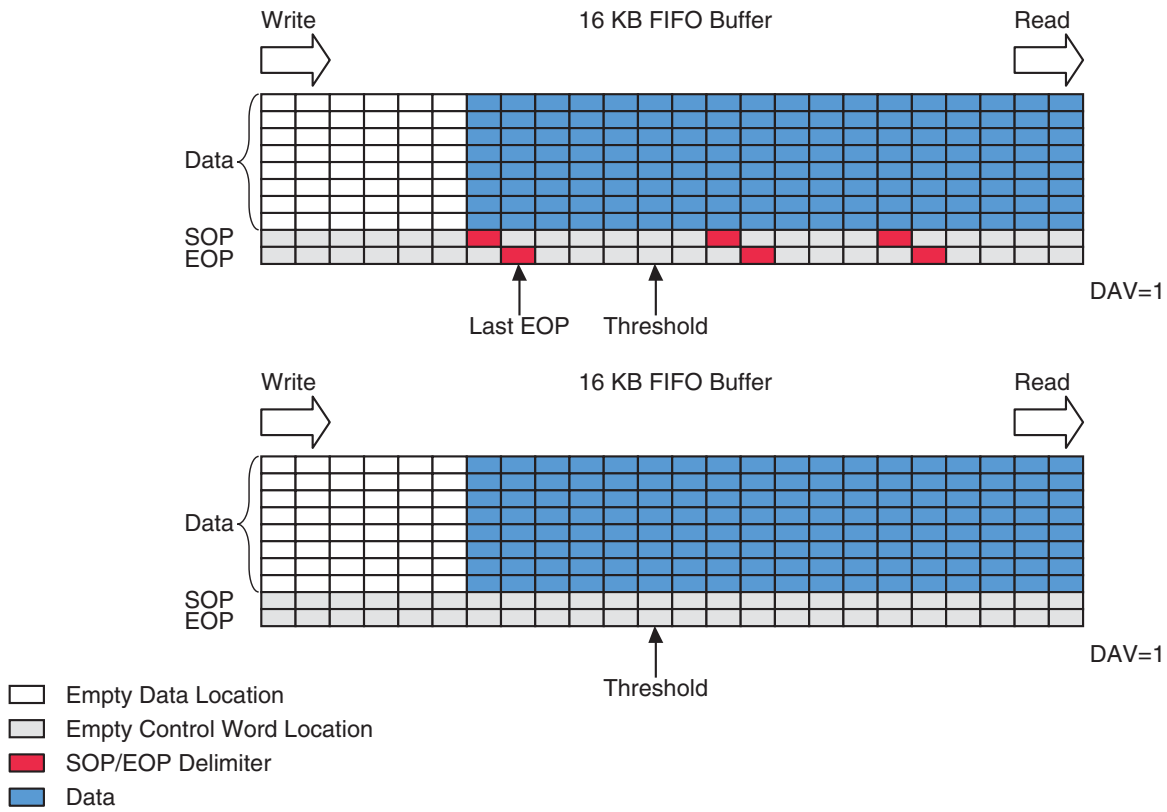 Write 16 KB FIFO Buffer Read
Data
SOP
EOP
DAV=1
Last EOP Threshold
Write 16 KB FIFO Buffer Read
Data
SOP
EOP
DAV=1
Threshold
Empty Data Location
Empty Control Word Location
SOP/EOP Delimiter
Data